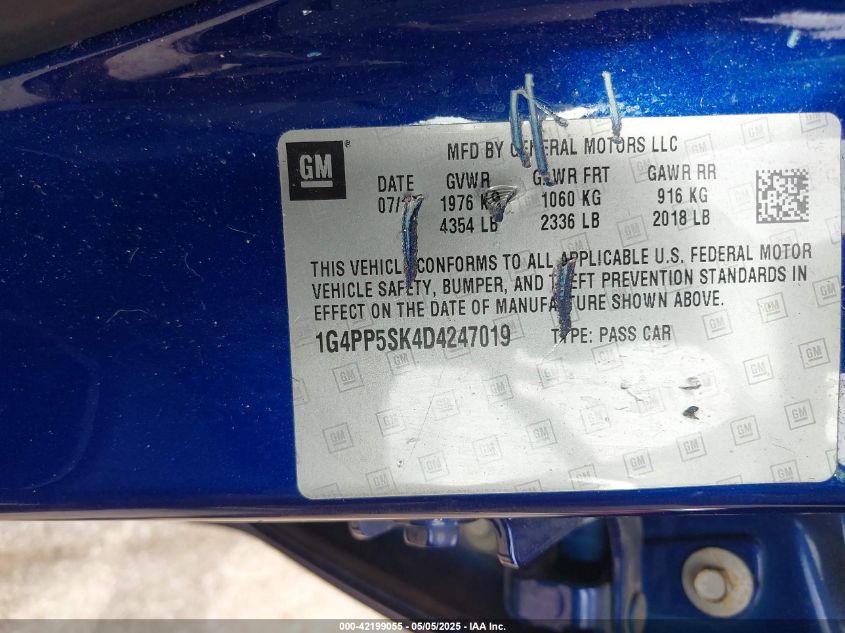 GM
MFD BY GENERAL MOTORS LLC
DATE GVWR GAWR FRT GAWR RR
07/ 1976 KG 1060 KG 916 KG
4354 LB 2336 LB 2018 LB
THIS VEHICLE CONFORMS TO ALL APPLICABLE U.S. FEDERAL MOTOR
VEHICLE SAFETY, BUMPER, AND THEFT PREVENTION STANDARDS IN
EFFECT ON THE DATE OF MANUFACTURE SHOWN ABOVE.
1G4PP5SK4D4247019 TYPE: PASS CAR
000-42199055 - 05/05/2025 - IAA Inc.